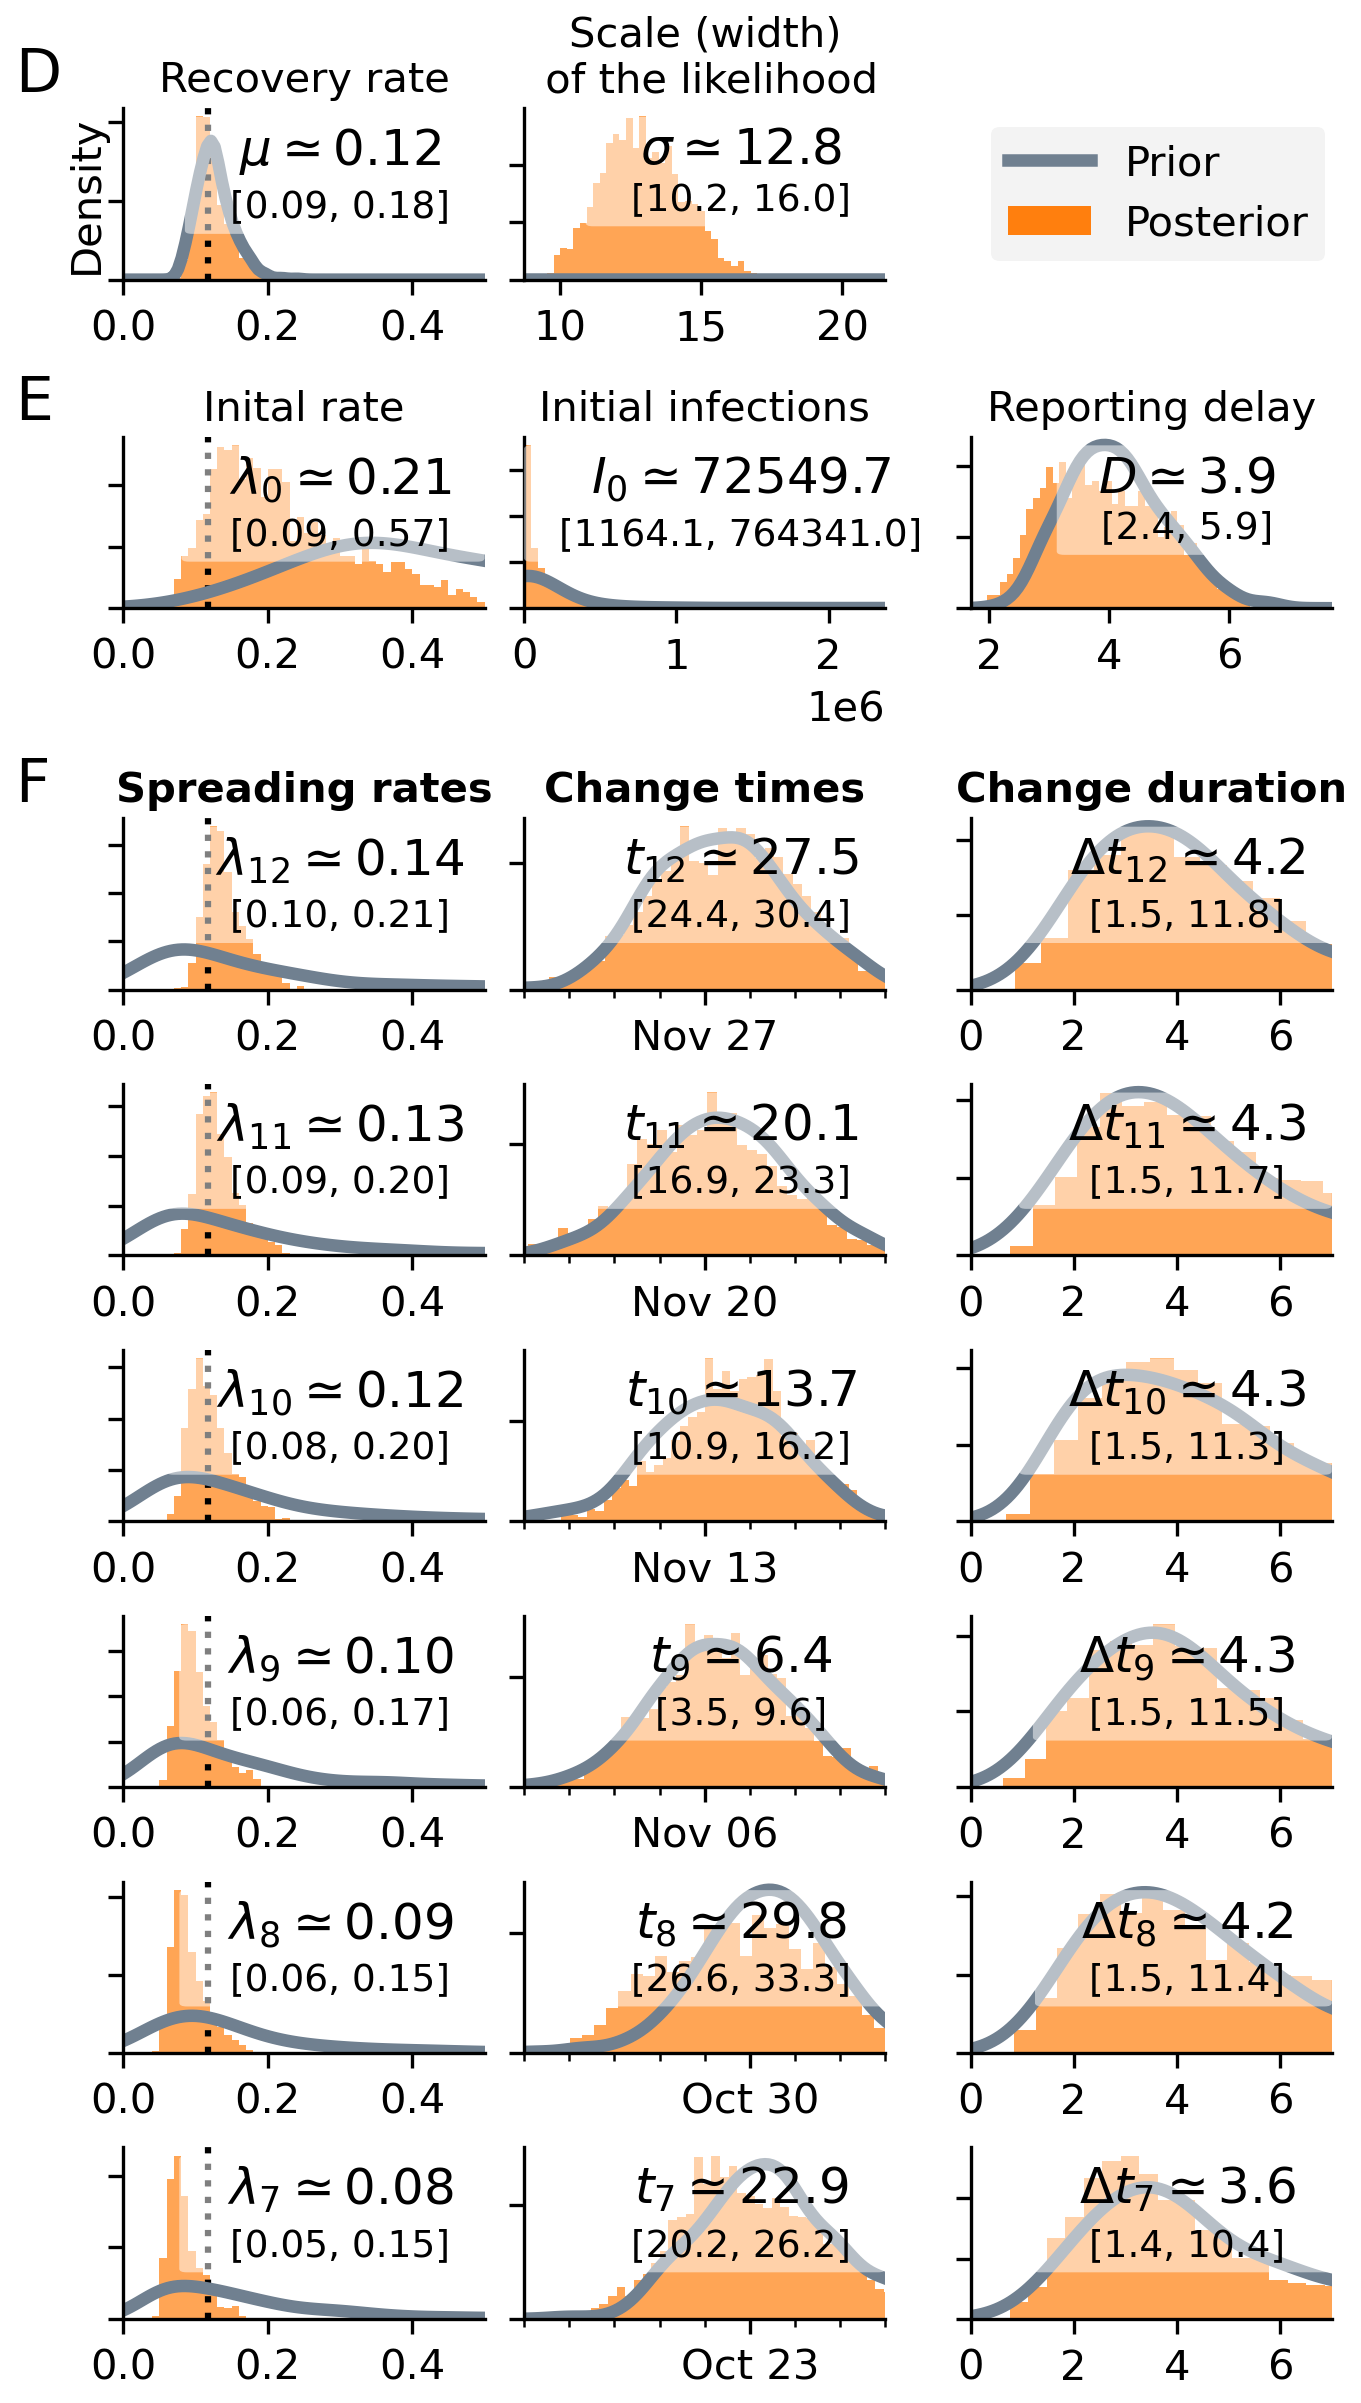 D
Recovery rate
Density
μ ≃ 0.12
[0.09, 0.18]
0.0 0.2 0.4
Scale (width)
of the likelihood
σ ≃ 12.8
[10.2, 16.0]
10 15 20
Prior
Posterior
E
Inital rate
λ0 ≃ 0.21
[0.09, 0.57]
0.0 0.2 0.4
Initial infections
I0 ≃ 72549.7
[1164.1, 764341.0]
0 1 2
1e6
Reporting delay
D ≃ 3.9
[2.4, 5.9]
2 4 6
F
Spreading rates
Change times
Change duration
λ12 ≃ 0.14
[0.10, 0.21]
0.0 0.2 0.4
t12 ≃ 27.5
[24.4, 30.4]
Nov 27
Δt12 ≃ 4.2
[1.5, 11.8]
0 2 4 6
λ11 ≃ 0.13
[0.09, 0.20]
0.0 0.2 0.4
t11 ≃ 20.1
[16.9, 23.3]
Nov 20
Δt11 ≃ 4.3
[1.5, 11.7]
0 2 4 6
λ10 ≃ 0.12
[0.08, 0.20]
0.0 0.2 0.4
t10 ≃ 13.7
[10.9, 16.2]
Nov 13
Δt10 ≃ 4.3
[1.5, 11.3]
0 2 4 6
λ9 ≃ 0.10
[0.06, 0.17]
0.0 0.2 0.4
t9 ≃ 6.4
[3.5, 9.6]
Nov 06
Δt9 ≃ 4.3
[1.5, 11.5]
0 2 4 6
λ8 ≃ 0.09
[0.06, 0.15]
0.0 0.2 0.4
t8 ≃ 29.8
[26.6, 33.3]
Oct 30
Δt8 ≃ 4.2
[1.5, 11.4]
0 2 4 6
λ7 ≃ 0.08
[0.05, 0.15]
0.0 0.2 0.4
t7 ≃ 22.9
[20.2, 26.2]
Oct 23
Δt7 ≃ 3.6
[1.4, 10.4]
0 2 4 6